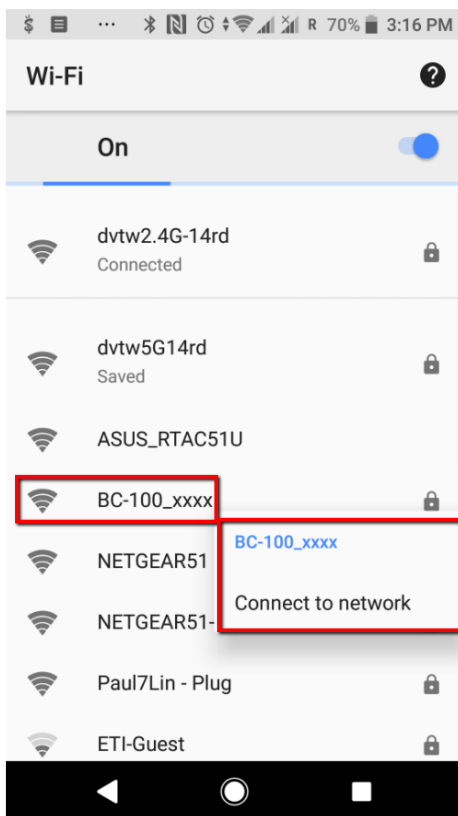 R 70% 3:16 PM
Wi-Fi
On
dvtw2.4G-14rd
Connected
dvtw5G14rd
Saved
ASUS_RTAC51U
BC-100_xxxx
BC-100_xxxx
NETGEAR51
Connect to network
NETGEAR51-
Paul7Lin - Plug
ETI-Guest